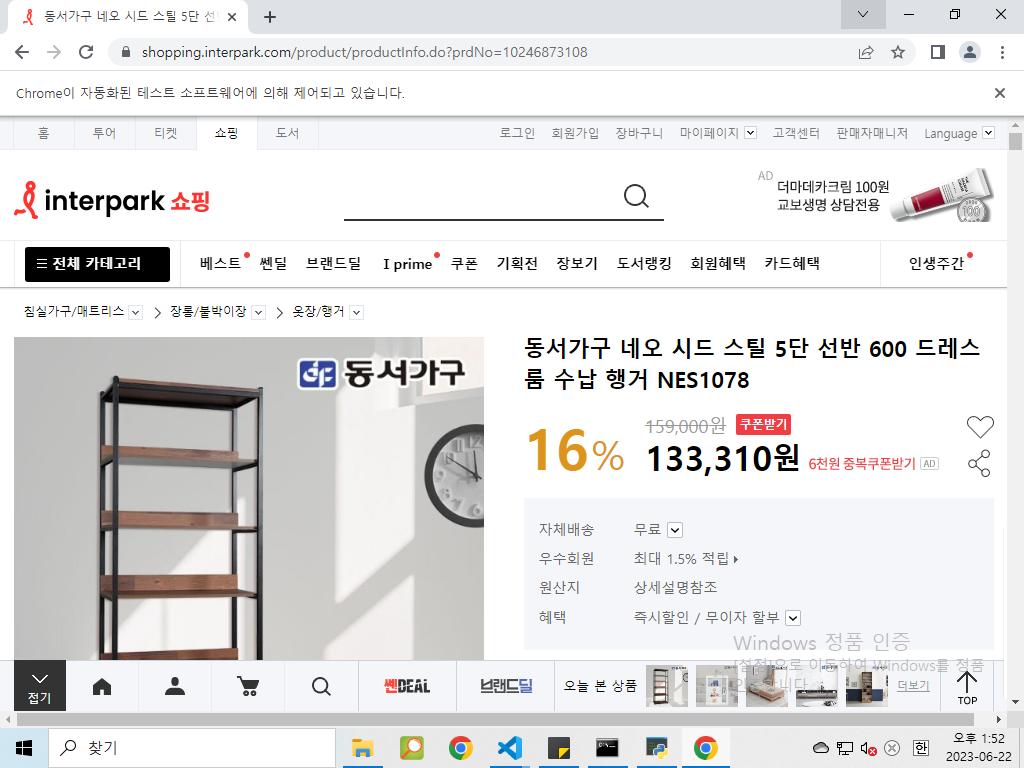 동서가구 네오 시드 스틸 5단 선반
shopping.interpark.com/product/productInfo.do?prdNo=10246873108
Chrome이 자동화된 테스트 소프트웨어에 의해 제어되고 있습니다.
홈 투어 티켓 쇼핑 도서 로그인 회원가입 장바구니 마이페이지 고객센터 판매자매니저 Language
interpark 쇼핑
AD 더마데카크림 100원
교보생명 상담전용
전체 카테고리 베스트 쎈딜 브랜드딜 I prime 쿠폰 기획전 장보기 도서랭킹 회원혜택 카드혜택 인생주간
침실가구/매트리스 장롱/붙박이장 옷장/행거
동서가구
동서가구 네오 시드 스틸 5단 선반 600 드레스
룸 수납 행거 NES1078
159,000원 쿠폰받기
16% 133,310원 6천원 중복쿠폰받기 AD
자체배송 무료
우수회원 최대 1.5% 적립
원산지 상세설명참조
혜택 즉시할인 / 무이자 할부
Windows 정품 인증
[설정]으로 이동하여 Windows를 정품
인증합니다.
접기 쎈DEAL 브랜드딜 오늘 본 상품 더보기 TOP
찾기 한 오후 1:52
2023-06-22